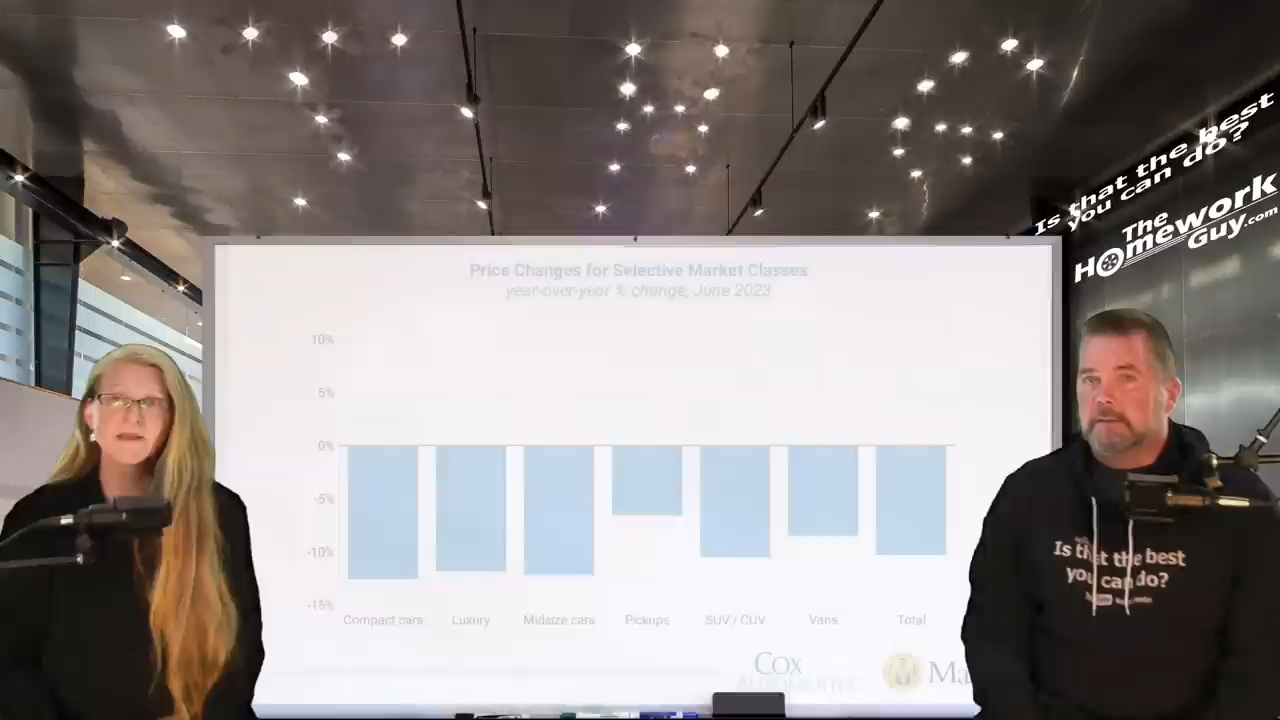 Is that the best
you can do?
The
Homework
Guy.com
Price Changes for Selective Market Classes
year-over-year % change, June 2023
10%
5%
0%
-5%
-10%
-15%
Compact cars
Luxury
Midsize cars
Pickups
SUV / CUV
Vans
Total
Cox
AUTOMOTIVE
Ma
Is that the best
you can do?